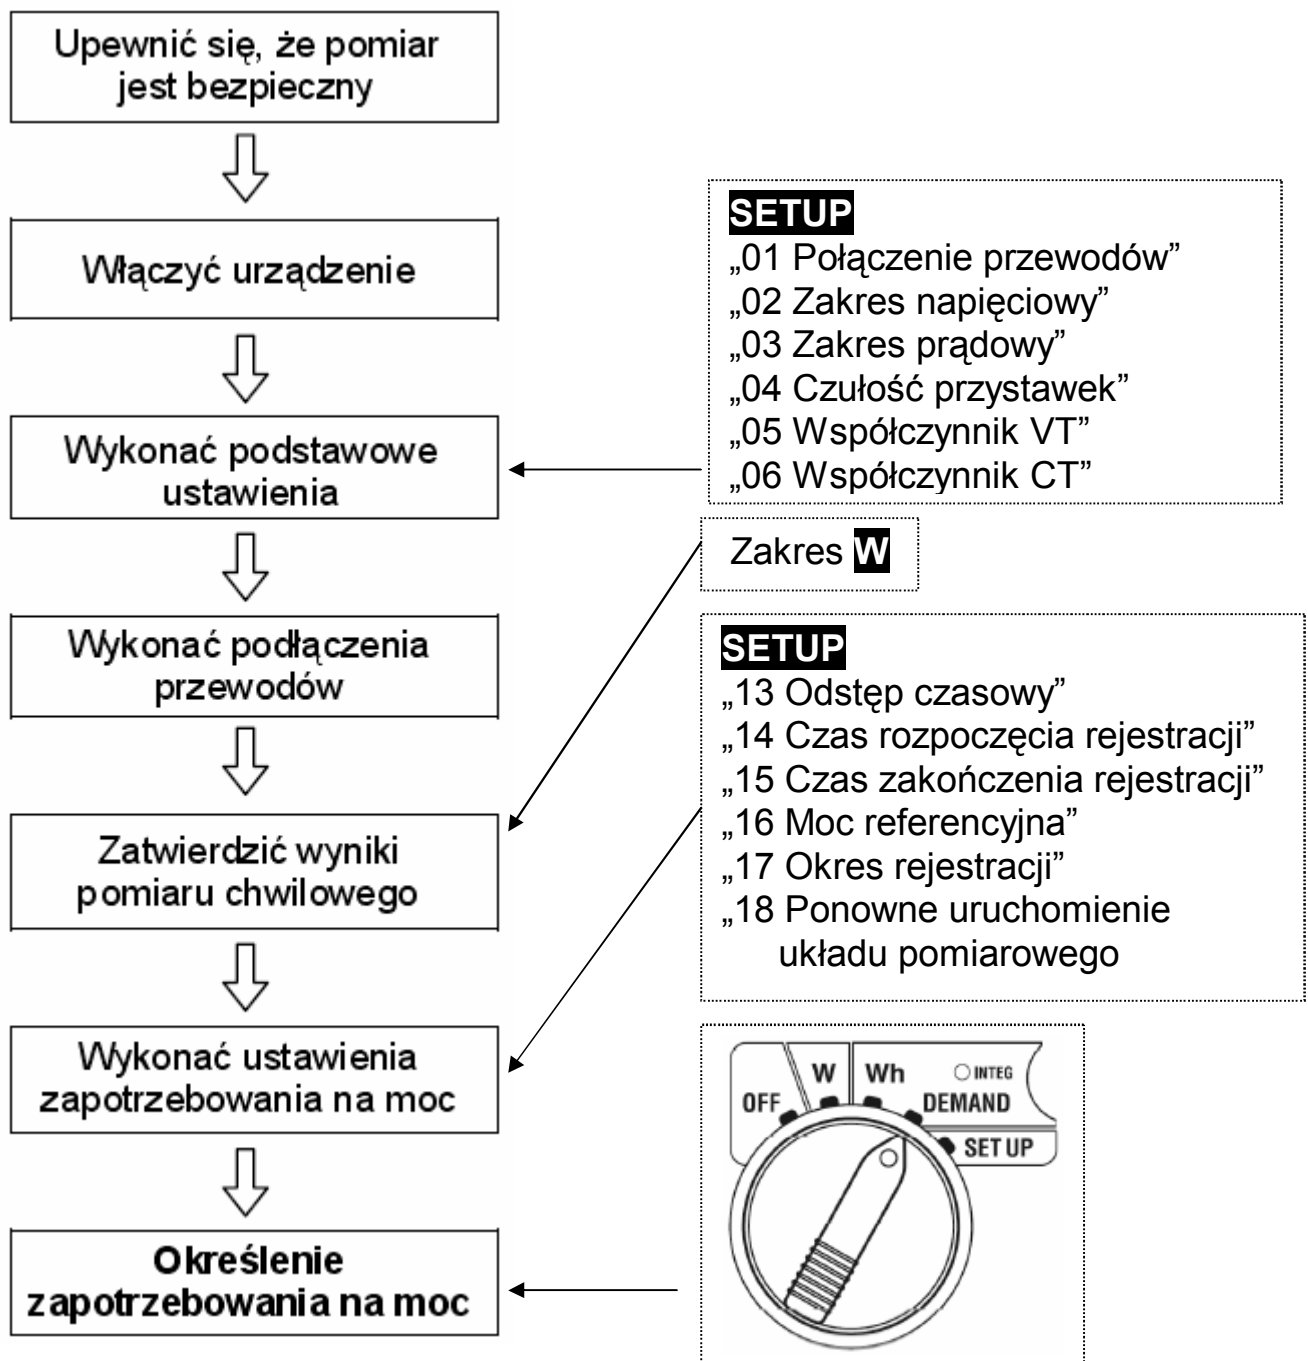 Upewnić się, że pomiar
jest bezpieczny
Włączyć urządzenie
Wykonać podstawowe
ustawienia
Wykonać podłączenia
przewodów
Zatwierdzić wyniki
pomiaru chwilowego
Wykonać ustawienia
zapotrzebowania na moc
Określenie
zapotrzebowania na moc
SETUP
„01 Połączenie przewodów”
„02 Zakres napięciowy”
„03 Zakres prądowy”
„04 Czułość przystawek”
„05 Współczynnik VT”
„06 Współczynnik CT”
Zakres W
SETUP
„13 Odstęp czasowy”
„14 Czas rozpoczęcia rejestracji”
„15 Czas zakończenia rejestracji”
„16 Moc referencyjna”
„17 Okres rejestracji”
„18 Ponowne uruchomienie
układu pomiarowego
OFF
W
Wh
INTEG
DEMAND
SET UP